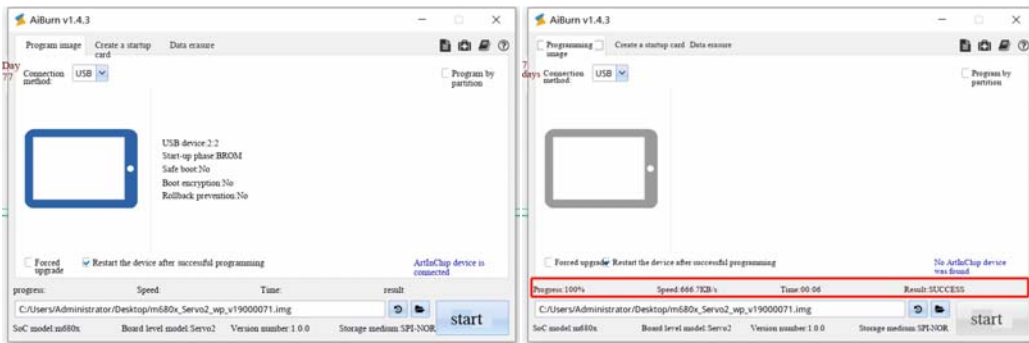 AiBurn v1.4.3
Program image Create a startup card Data erasure
Day 77
Connection method: USB
Program by partition
USB device:2:2
Start-up phase:BROM
Safe boot:No
Boot encryption:No
Rollback prevention:No
Forced upgrade Restart the device after successful programming
ArtInChip device is connected
progress: Speed: Time: result:
C:/Users/Administrator/Desktop/m680x_Servo2_wp_v19000071.img
start
SoC model:m680x Board level model:Servo2 Version number:1.0.0 Storage medium:SPI-NOR
AiBurn v1.4.3
Programming image Create a startup card Data erasure
7 days
Connection method: USB
Program by partition
Forced upgrade Restart the device after successful programming
No ArtInChip device was found
Progress:100% Speed:666.7KB/s Time:00:06 Result:SUCCESS
C:/Users/Administrator/Desktop/m680x_Servo2_wp_v19000071.img
start
SoC model:m680x Board level model:Servo2 Version number:1.0.0 Storage medium:SPI-NOR